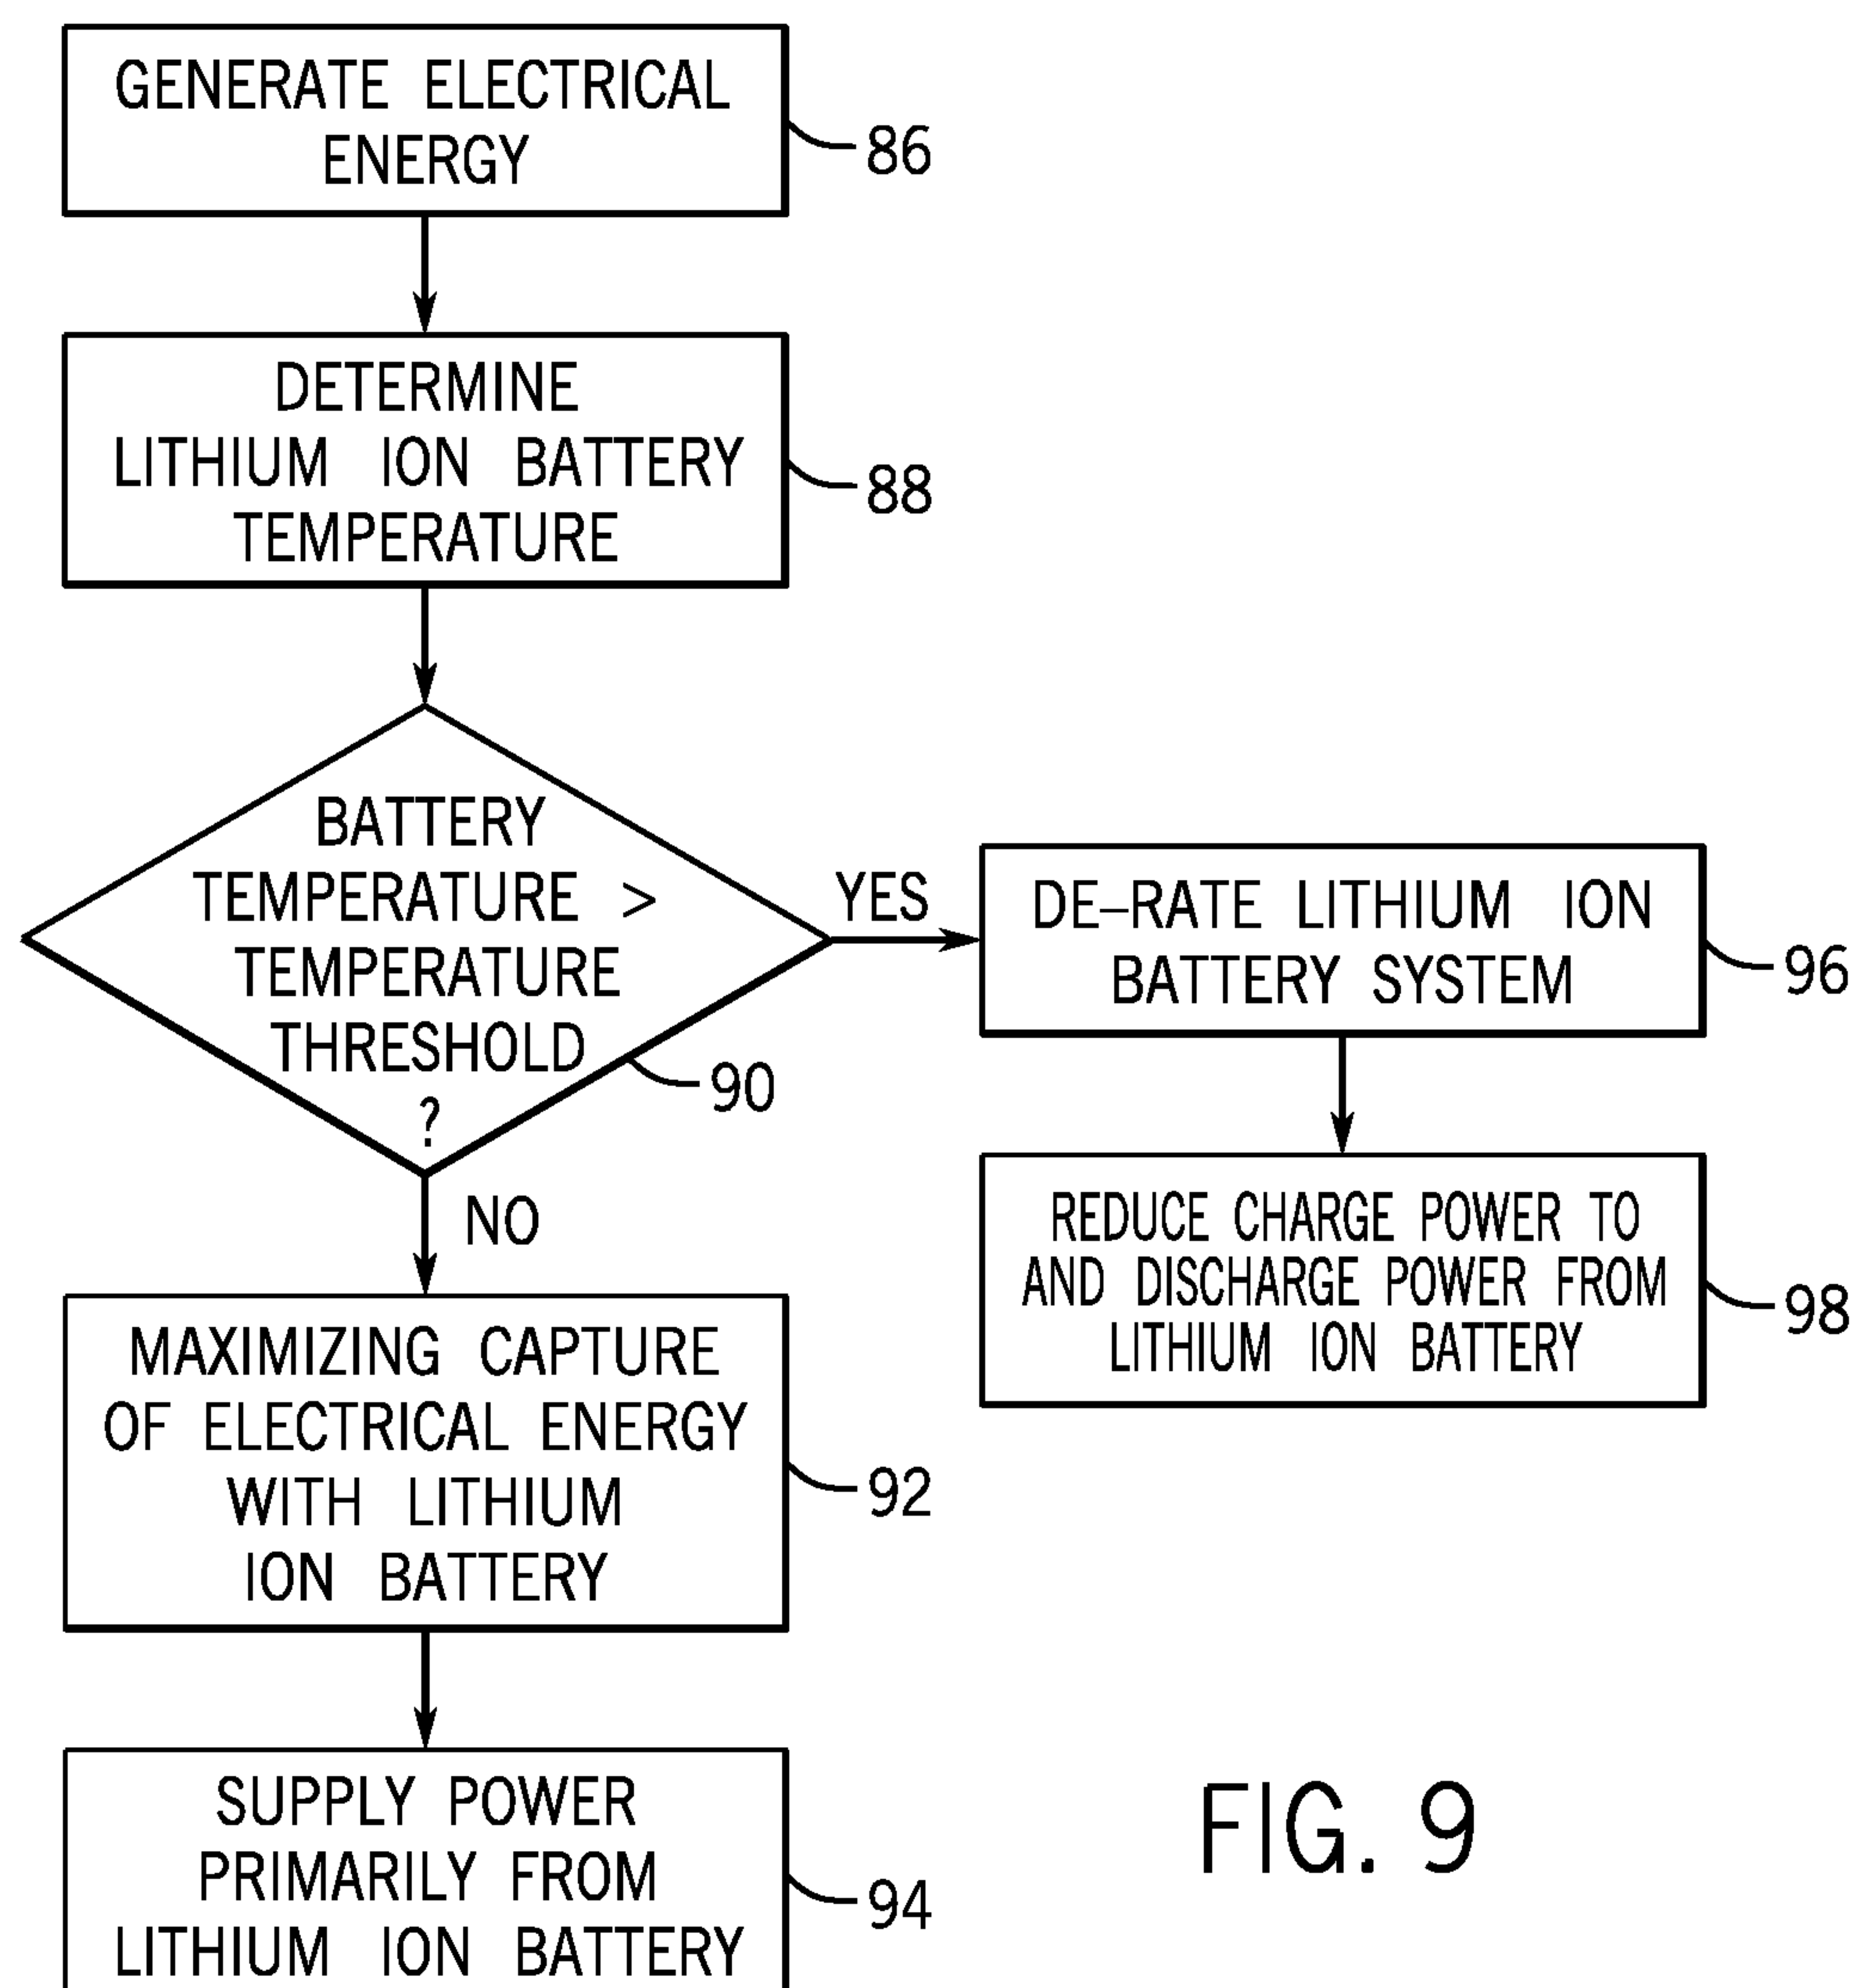 GENERATE ELECTRICAL
ENERGY
86
DETERMINE
LITHIUM ION BATTERY
TEMPERATURE
88
BATTERY
TEMPERATURE >
TEMPERATURE
THRESHOLD
?
90
YES
NO
DE-RATE LITHIUM ION
BATTERY SYSTEM
96
REDUCE CHARGE POWER TO
AND DISCHARGE POWER FROM
LITHIUM ION BATTERY
98
MAXIMIZING CAPTURE
OF ELECTRICAL ENERGY
WITH LITHIUM
ION BATTERY
92
SUPPLY POWER
PRIMARILY FROM
LITHIUM ION BATTERY
94
FIG. 9